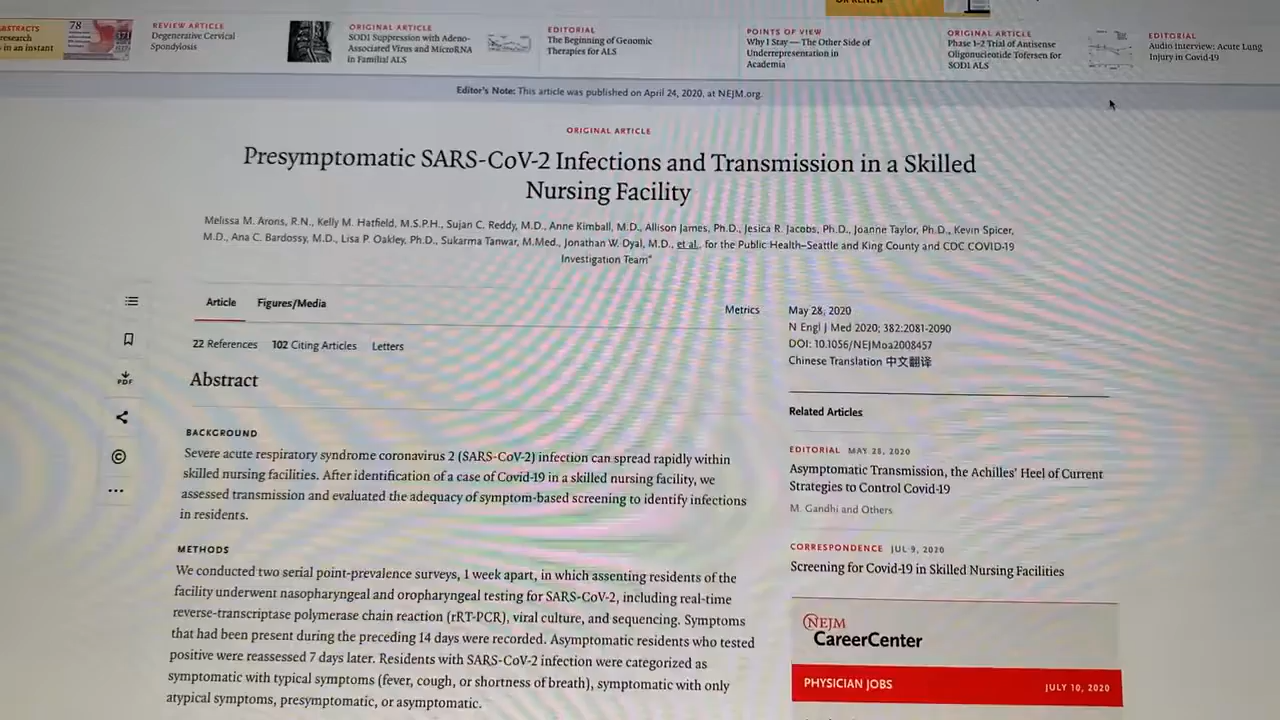 OR RENEW
ABSTRACTS
research
in an instant
78
REVIEW ARTICLE
Degenerative Cervical
Spondylosis
ORIGINAL ARTICLE
SOD1 Suppression with Adeno-
Associated Virus and MicroRNA
in Familial ALS
EDITORIAL
The Beginning of Genomic
Therapies for ALS
POINTS OF VIEW
Why I Stay — The Other Side of
Underrepresentation in
Academia
ORIGINAL ARTICLE
Phase 1–2 Trial of Antisense
Oligonucleotide Tofersen for
SOD1 ALS
EDITORIAL
Audio Interview: Acute Lung
Injury in Covid-19
Editor's Note: This article was published on April 24, 2020, at NEJM.org.
ORIGINAL ARTICLE
Presymptomatic SARS-CoV-2 Infections and Transmission in a Skilled
Nursing Facility
Melissa M. Arons, R.N., Kelly M. Hatfield, M.S.P.H., Sujan C. Reddy, M.D., Anne Kimball, M.D., Allison James, Ph.D., Jesica R. Jacobs, Ph.D., Joanne Taylor, Ph.D., Kevin Spicer,
M.D., Ana C. Bardossy, M.D., Lisa P. Oakley, Ph.D., Sukarma Tanwar, M.Med., Jonathan W. Dyal, M.D., et al., for the Public Health–Seattle and King County and CDC COVID-19
Investigation Team*
Article Figures/Media
Metrics
22 References 102 Citing Articles Letters
Abstract
PDF
BACKGROUND
Severe acute respiratory syndrome coronavirus 2 (SARS-CoV-2) infection can spread rapidly within
skilled nursing facilities. After identification of a case of Covid-19 in a skilled nursing facility, we
assessed transmission and evaluated the adequacy of symptom-based screening to identify infections
in residents.
METHODS
We conducted two serial point-prevalence surveys, 1 week apart, in which assenting residents of the
facility underwent nasopharyngeal and oropharyngeal testing for SARS-CoV-2, including real-time
reverse-transcriptase polymerase chain reaction (rRT-PCR), viral culture, and sequencing. Symptoms
that had been present during the preceding 14 days were recorded. Asymptomatic residents who tested
positive were reassessed 7 days later. Residents with SARS-CoV-2 infection were categorized as
symptomatic with typical symptoms (fever, cough, or shortness of breath), symptomatic with only
atypical symptoms, presymptomatic, or asymptomatic.
May 28, 2020
N Engl J Med 2020; 382:2081-2090
DOI: 10.1056/NEJMoa2008457
Chinese Translation 中文翻译
Related Articles
EDITORIAL MAY 28, 2020
Asymptomatic Transmission, the Achilles' Heel of Current
Strategies to Control Covid-19
M. Gandhi and Others
CORRESPONDENCE JUL 9, 2020
Screening for Covid-19 in Skilled Nursing Facilities
NEJM
CareerCenter
PHYSICIAN JOBS
JULY 10, 2020